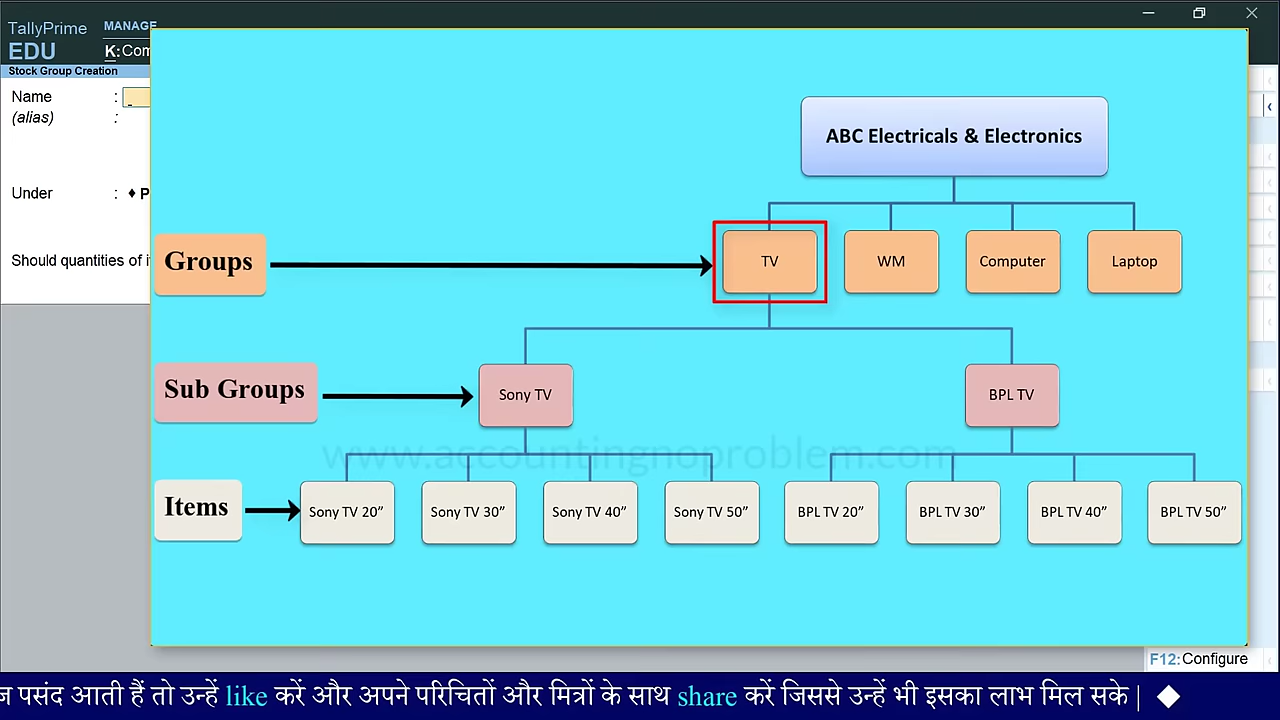 TallyPrime
EDU
MANAGE
K:Com
Stock Group Creation
Name :
(alias) :
Under : ♦ P
Should quantities of i
ABC Electricals & Electronics
Groups
TV
WM
Computer
Laptop
Sub Groups
Sony TV
BPL TV
www.accountingnoproblem.com
Items
Sony TV 20”
Sony TV 30”
Sony TV 40”
Sony TV 50”
BPL TV 20”
BPL TV 30”
BPL TV 40”
BPL TV 50”
F12:Configure
पसंद आती हैं तो उन्हें like करें और अपने परिचितों और मित्रों के साथ share करें जिससे उन्हें भी इसका लाभ मिल सके | ◆